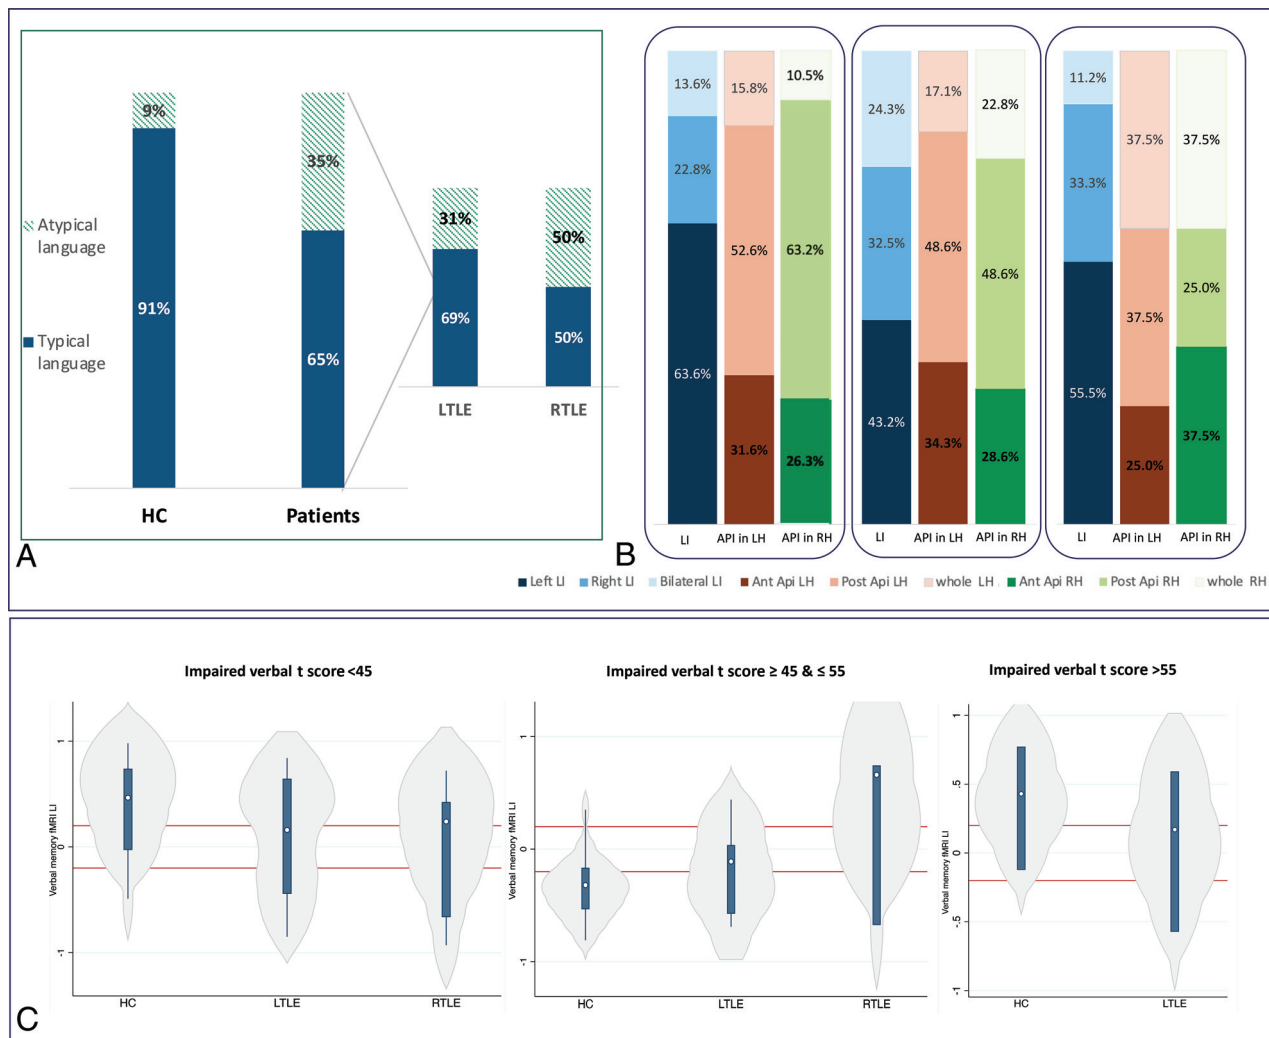 9%
35%
Atypical
language
31%
50%
91%
Typical
language
65%
69%
50%
LTLE
RTLE
HC
Patients
A
13.6%
15.8%
10.5%
22.8%
52.6%
63.2%
63.6%
31.6%
26.3%
LI
API in LH
API in RH
24.3%
17.1%
22.8%
32.5%
48.6%
48.6%
43.2%
34.3%
28.6%
LI
API in LH
API in RH
11.2%
37.5%
37.5%
33.3%
37.5%
25.0%
55.5%
25.0%
37.5%
LI
API in LH
API in RH
B
Left LI
Right LI
Bilateral LI
Ant Api LH
Post Api LH
whole LH
Ant Api RH
Post Api RH
whole RH
Impaired verbal t score <45
Verbal memory fMRI LI
1
0
-1
HC
LTLE
RTLE
Impaired verbal t score ≥ 45 & ≤ 55
Verbal memory fMRI LI
1
0
-1
HC
LTLE
RTLE
Impaired verbal t score >55
Verbal memory fMRI LI
1
.5
0
-.5
-1
HC
LTLE
C